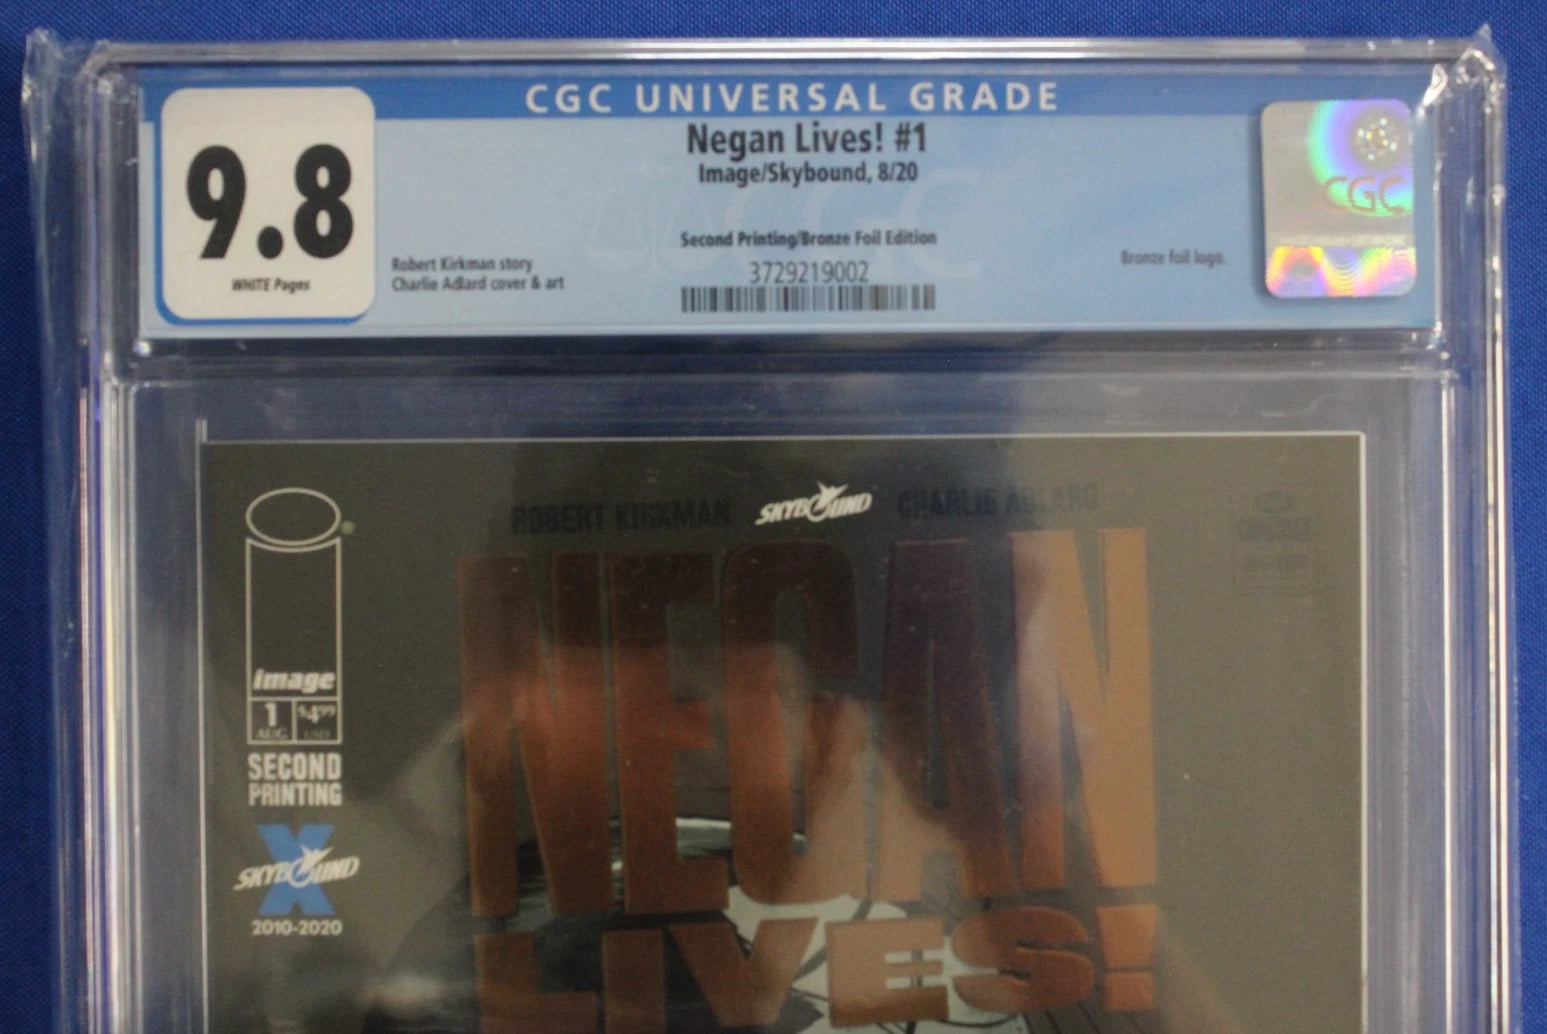 CGC UNIVERSAL GRADE
9.8
WHITE Pages
Negan Lives! #1
Image/Skybound, 8/20
Second Printing/Bronze Foil Edition
3729219002
Robert Kirkman story
Charlie Adlard cover & art
Bronze foil logo.
CGC
ROBERT KIRKMAN
SKYBOUND
CHARLIE ADLARD
NEGAN
LIVES!
image
1
AUG.
$4.99
USD
SECOND
PRINTING
X
SKYBOUND
2010-2020